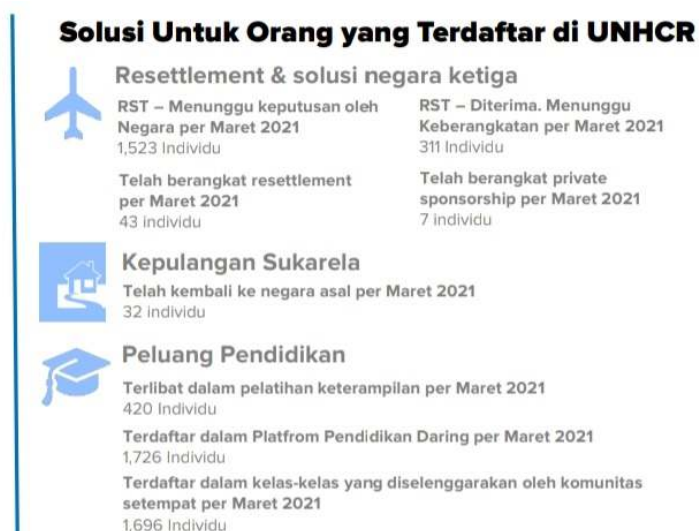 Solusi Untuk Orang yang Terdaftar di UNHCR
Resettlement & solusi negara ketiga
RST – Menunggu keputusan oleh
Negara per Maret 2021
1,523 Individu
RST – Diterima. Menunggu
Keberangkatan per Maret 2021
311 Individu
Telah berangkat resettlement
per Maret 2021
43 individu
Telah berangkat private
sponsorship per Maret 2021
7 individu
Kepulangan Sukarela
Telah kembali ke negara asal per Maret 2021
32 individu
Peluang Pendidikan
Terlibat dalam pelatihan keterampilan per Maret 2021
420 Individu
Terdaftar dalam Platfrom Pendidikan Daring per Maret 2021
1,726 Individu
Terdaftar dalam kelas-kelas yang diselenggarakan oleh komunitas
setempat per Maret 2021
1.696 Individu